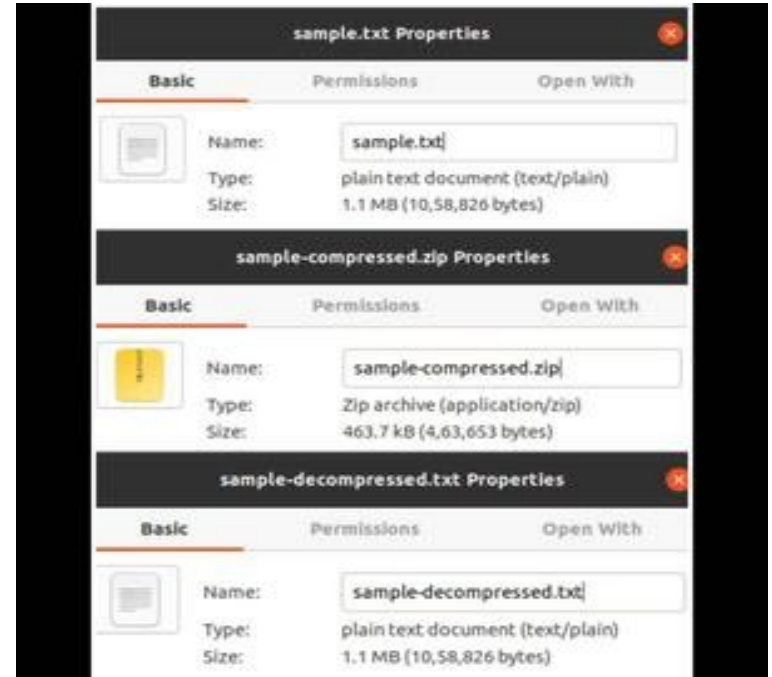 sample.txt Properties
Basic Permissions Open With
Name: sample.txt
Type: plain text document (text/plain)
Size: 1.1 MB (10,58,826 bytes)
sample-compressed.zip Properties
Basic Permissions Open With
Name: sample-compressed.zip
Type: Zip archive (application/zip)
Size: 463.7 kB (4,63,653 bytes)
sample-decompressed.txt Properties
Basic Permissions Open With
Name: sample-decompressed.txt
Type: plain text document (text/plain)
Size: 1.1 MB (10,58,826 bytes)